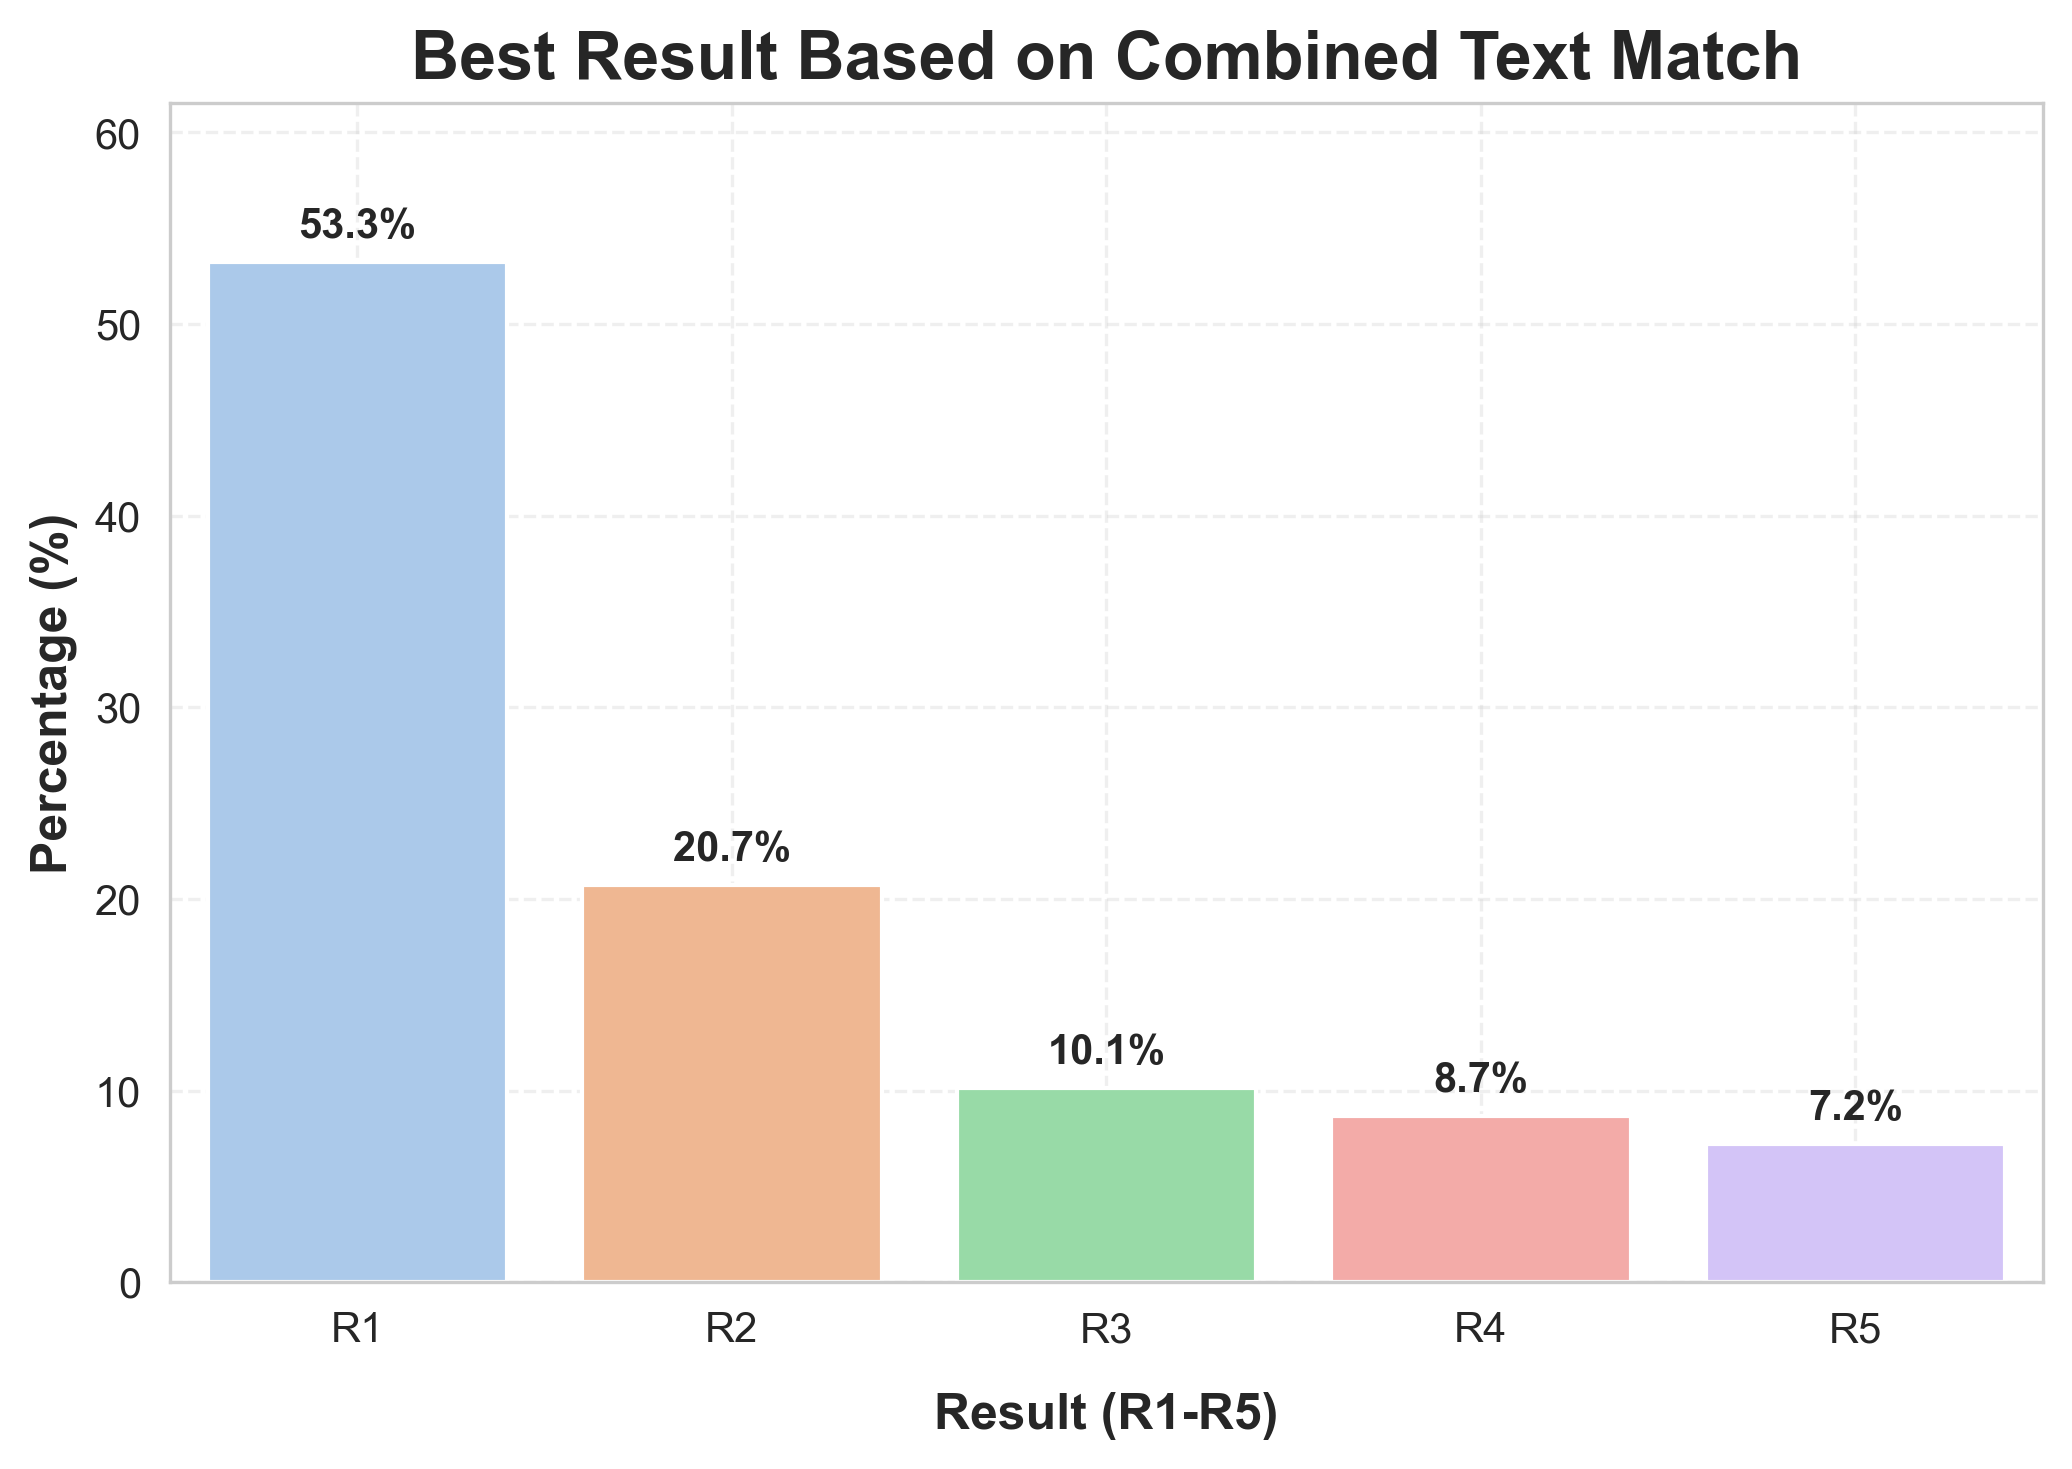 Best Result Based on Combined Text Match
60
50
40
30
20
10
0
Percentage (%)
53.3%
20.7%
10.1%
8.7%
7.2%
R1
R2
R3
R4
R5
Result (R1-R5)